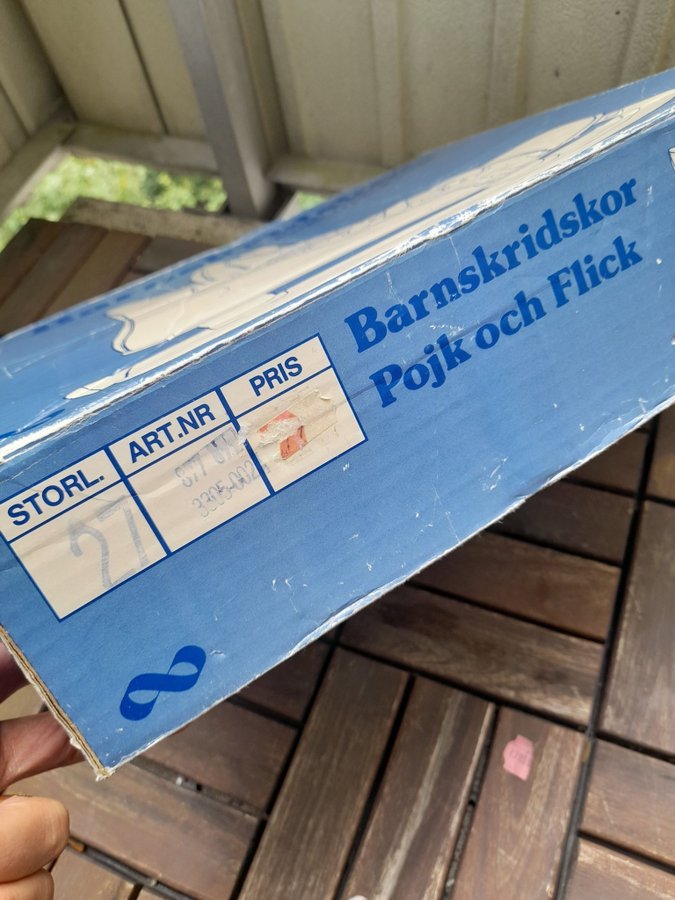 Barnskridskor
Pojk och Flick
STORL. ART.NR PRIS
27